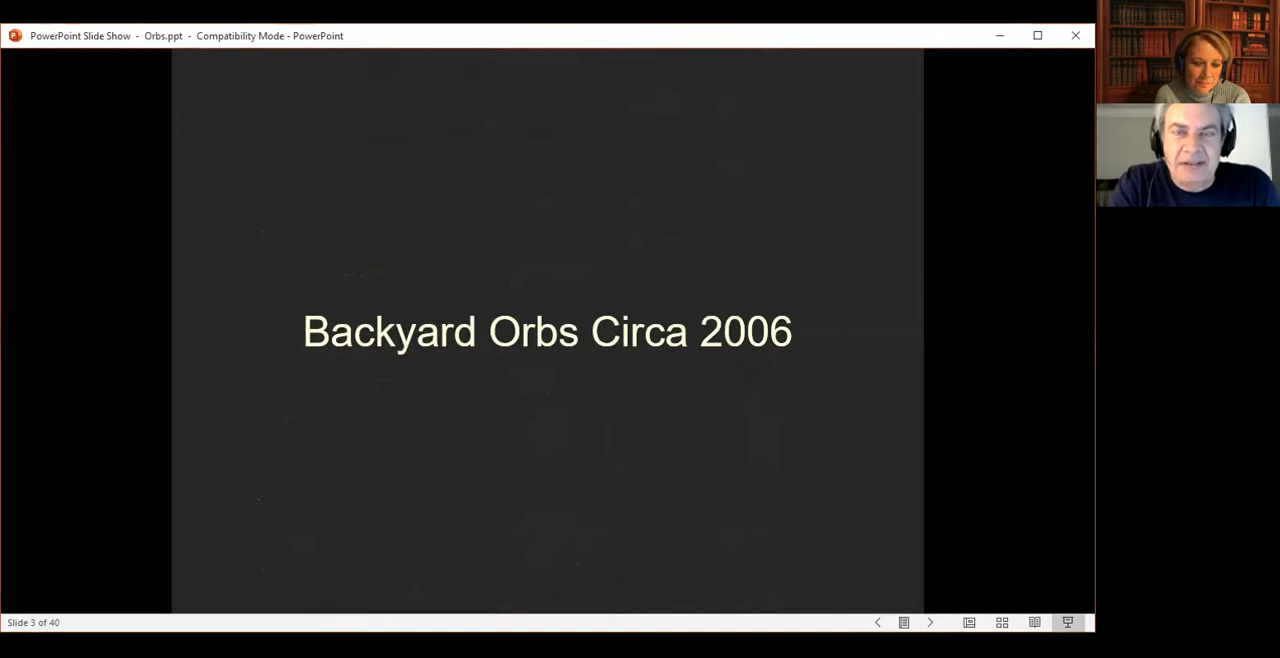 PowerPoint Slide Show - Orbs.ppt - Compatibility Mode - PowerPoint
Backyard Orbs Circa 2006
Slide 3 of 40